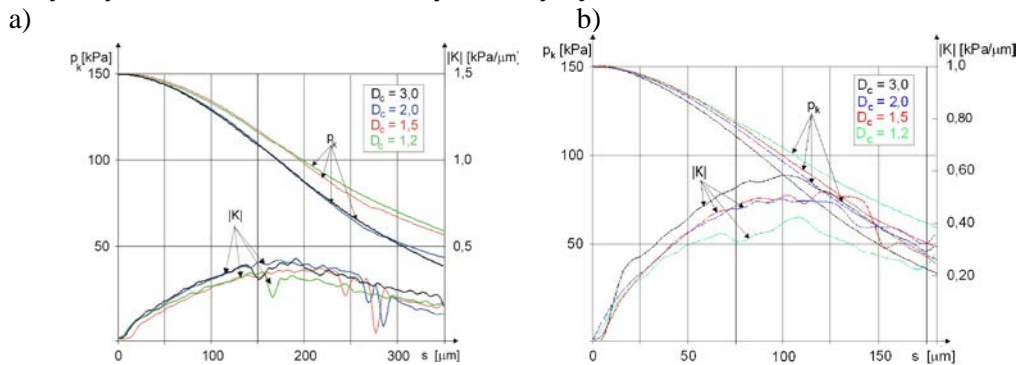 a)
b)
p_k [kPa]
|K| [kPa/µm]
150
1,5
D_c = 3,0
D_c = 2,0
D_c = 1,5
D_c = 1,2
p_k
100
1,0
|K|
50
0,5
0
100
200
300
s [µm]
p_k [kPa]
|K| [kPa/µm]
150
1,0
D_c = 3,0
D_c = 2,0
D_c = 1,5
D_c = 1,2
0,80
p_k
100
0,60
|K|
0,40
50
0,20
0
50
100
150
s [µm]